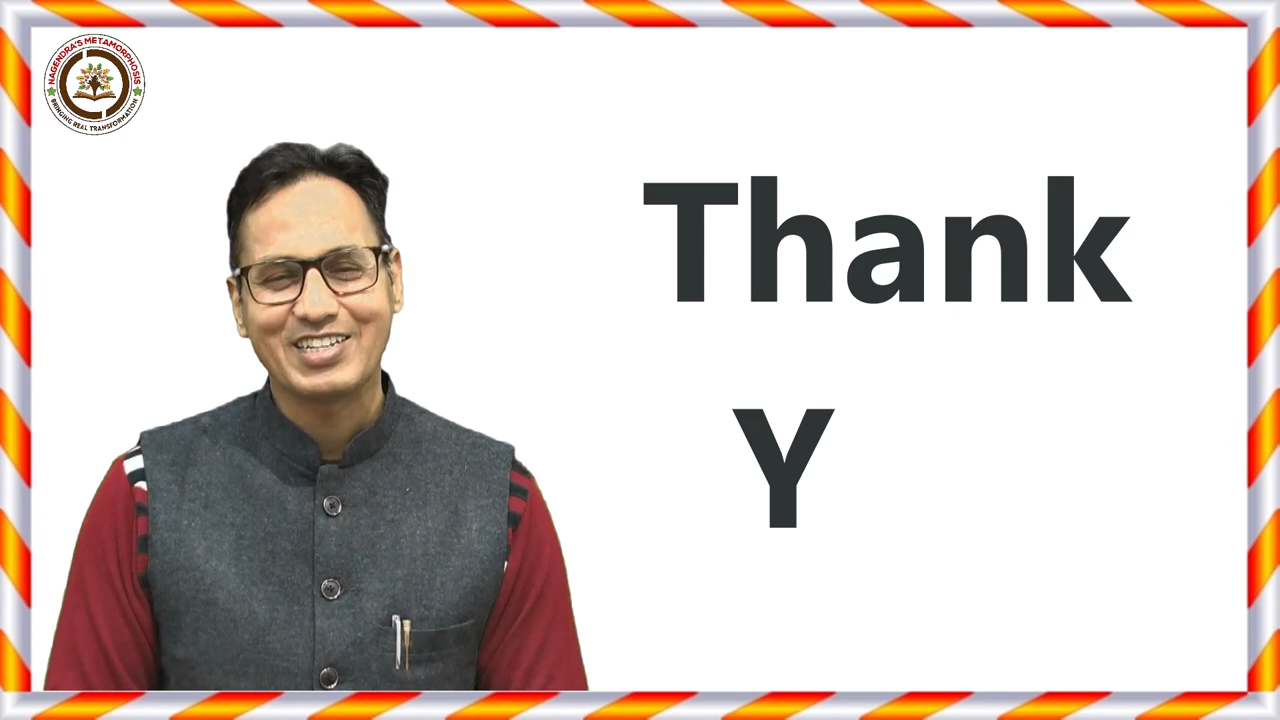 NAGENDRA'S METAMORPHOSIS
BRINGING REAL TRANSFORMATION
Thank
Y